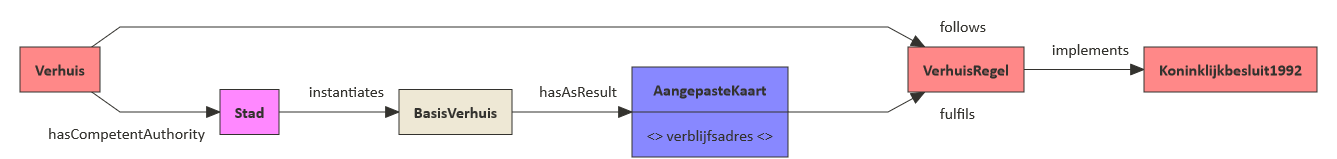 follows
implements
Verhuis
VerhuisRegel
Koninklijkbesluit1992
instantiates
hasAsResult
AangepasteKaart
Stad
BasisVerhuis
fulfils
hasCompetentAuthority
<> verblijfsadres <>